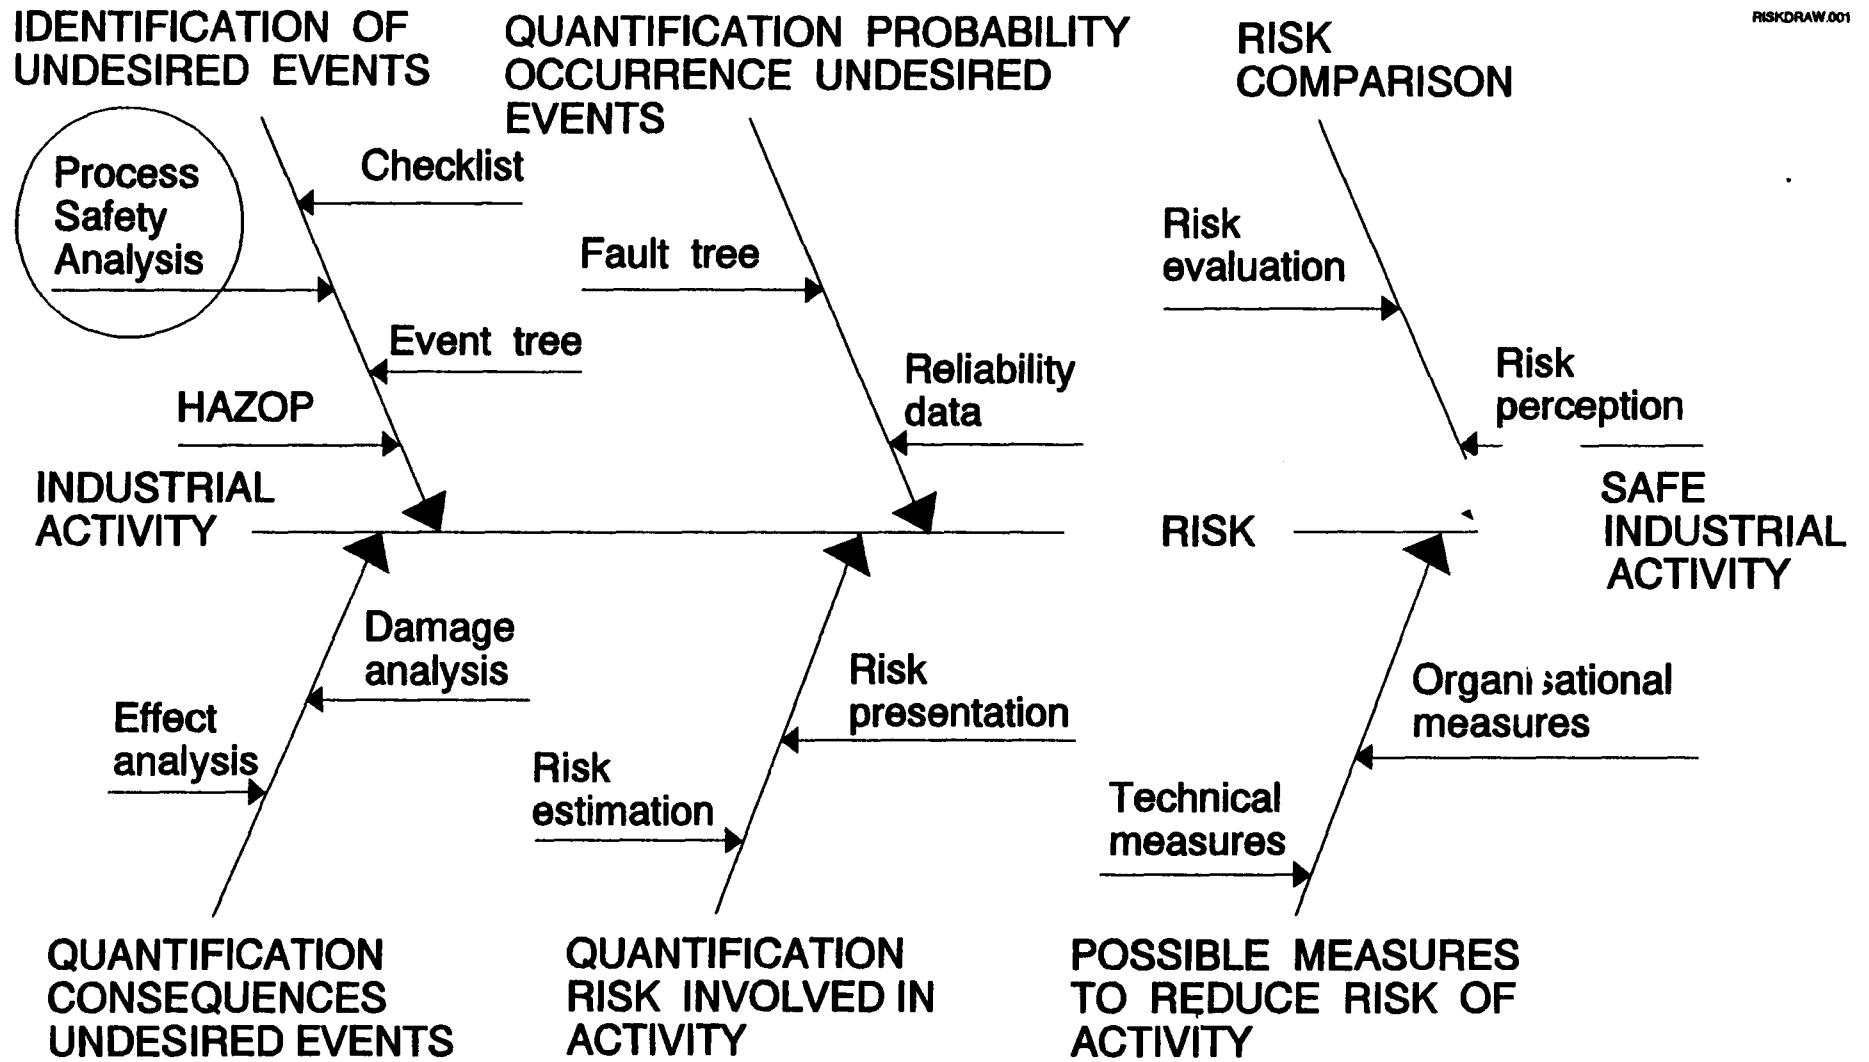 RISKDRAW.001
IDENTIFICATION OF
UNDESIRED EVENTS
QUANTIFICATION PROBABILITY
OCCURRENCE UNDESIRED
EVENTS
RISK
COMPARISON
Process
Safety
Analysis
Checklist
Event tree
HAZOP
Fault tree
Reliability
data
Risk
evaluation
Risk
perception
INDUSTRIAL
ACTIVITY
RISK
SAFE
INDUSTRIAL
ACTIVITY
Damage
analysis
Effect
analysis
Risk
presentation
Risk
estimation
Organisational
measures
Technical
measures
QUANTIFICATION
CONSEQUENCES
UNDESIRED EVENTS
QUANTIFICATION
RISK INVOLVED IN
ACTIVITY
POSSIBLE MEASURES
TO REDUCE RISK OF
ACTIVITY